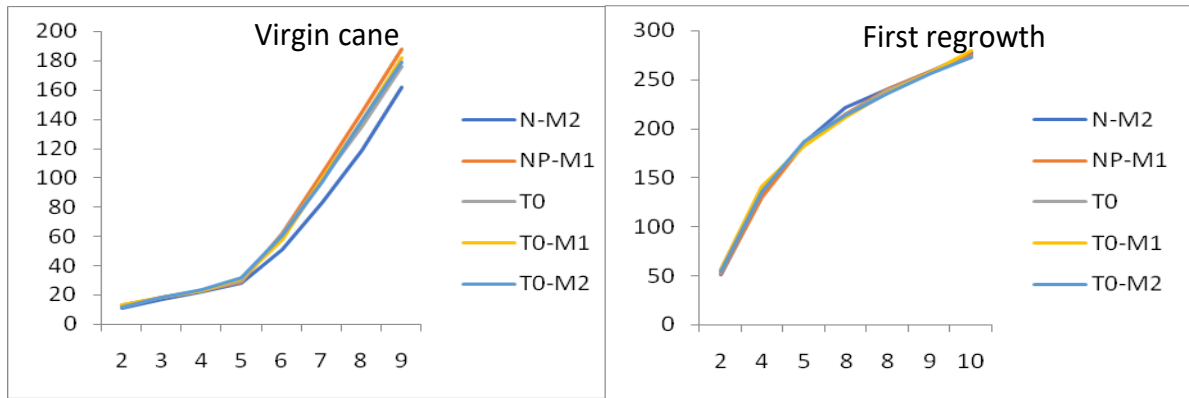 Virgin cane
200
180
160
140
120
100
80
60
40
20
0
2 3 4 5 6 7 8 9
N-M2
NP-M1
T0
T0-M1
T0-M2
First regrowth
300
250
200
150
100
50
0
2 4 5 8 8 9 10
N-M2
NP-M1
T0
T0-M1
T0-M2